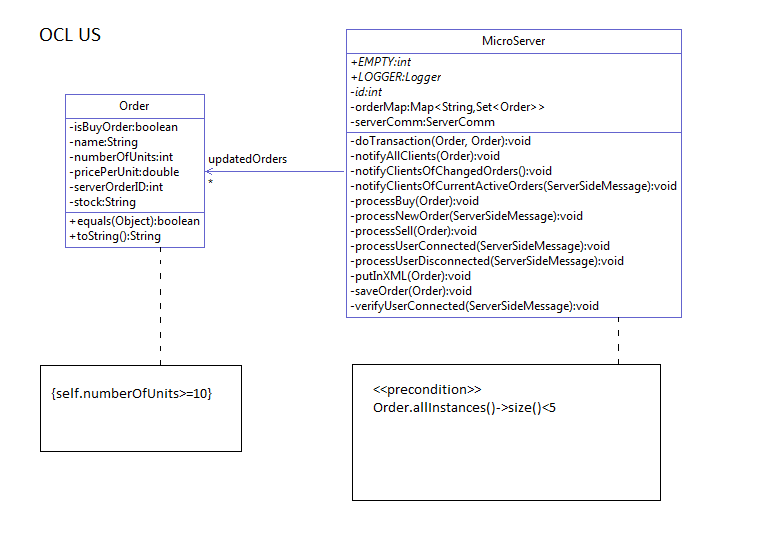 OCL US
Order
-isBuyOrder:boolean
-name:String
-numberOfUnits:int
-pricePerUnit:double
-serverOrderID:int
-stock:String
+equals(Object):boolean
+toString():String
updatedOrders
*
MicroServer
+EMPTY:int
+LOGGER:Logger
-id:int
-orderMap:Map<String,Set<Order>>
-serverComm:ServerComm
-doTransaction(Order, Order):void
-notifyAllClients(Order):void
-notifyClientsOfChangedOrders():void
-notifyClientsOfCurrentActiveOrders(ServerSideMessage):void
-processBuy(Order):void
-processNewOrder(ServerSideMessage):void
-processSell(Order):void
-processUserConnected(ServerSideMessage):void
-processUserDisconnected(ServerSideMessage):void
-putInXML(Order):void
-saveOrder(Order):void
-verifyUserConnected(ServerSideMessage):void
{self.numberOfUnits>=10}
<<precondition>>
Order.allInstances()->size()<5